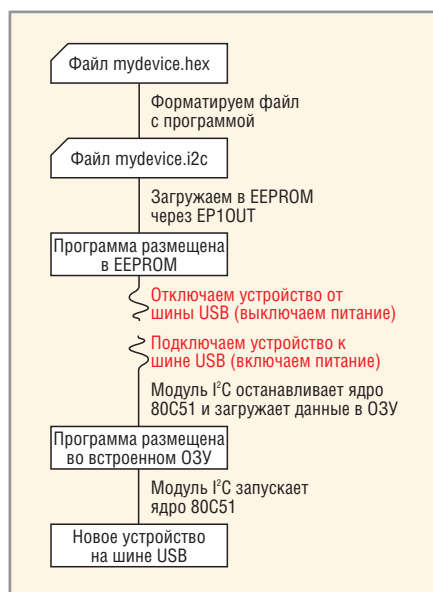 Файл mydevice.hex
Форматируем файл
с программой
Файл mydevice.i2c
Загружаем в EEPROM
через EP1OUT
Программа размещена
в EEPROM
Отключаем устройство от
шины USB (выключаем питание)
Подключаем устройство к
шине USB (включаем питание)
Модуль I²C останавливает ядро
80C51 и загружает данные в ОЗУ
Программа размещена
во встроенном ОЗУ
Модуль I²C запускает
ядро 80C51
Новое устройство
на шине USB